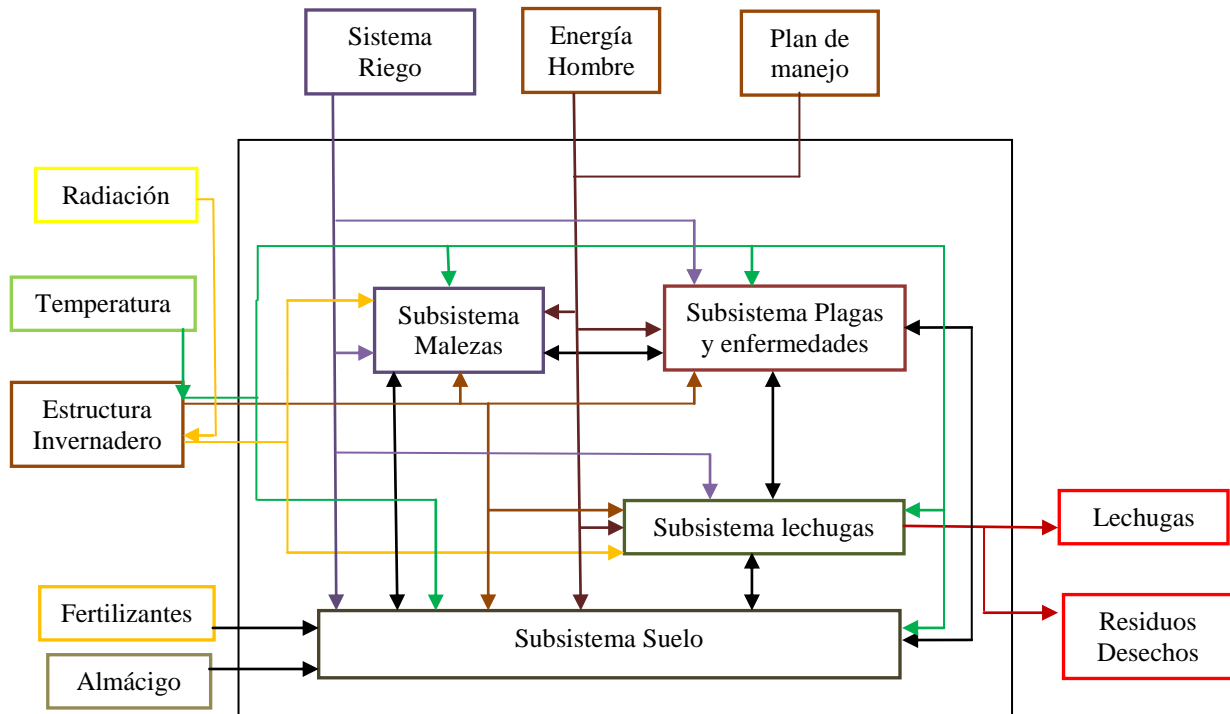 Sistema
Riego
Energía
Hombre
Plan de
manejo
Radiación
Temperatura
Estructura
Invernadero
Subsistema
Malezas
Subsistema Plagas
y enfermedades
Subsistema lechugas
Lechugas
Fertilizantes
Subsistema Suelo
Residuos
Desechos
Almácigo